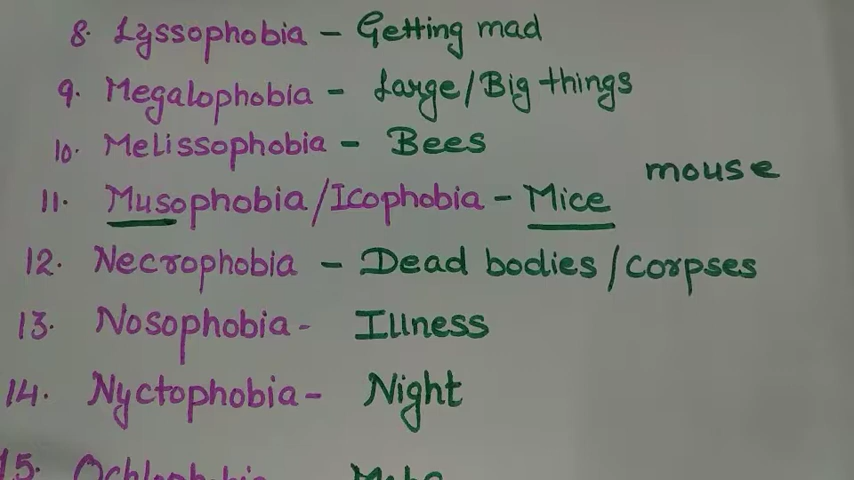 8. Lyssophobia - Getting mad
9. Megalophobia - Large/Big things
10. Melissophobia - Bees
mouse
11. Musophobia/Icophobia - Mice
12. Necrophobia - Dead bodies/corpses
13. Nosophobia - Illness
14. Nyctophobia - Night
15. Ochlophobia